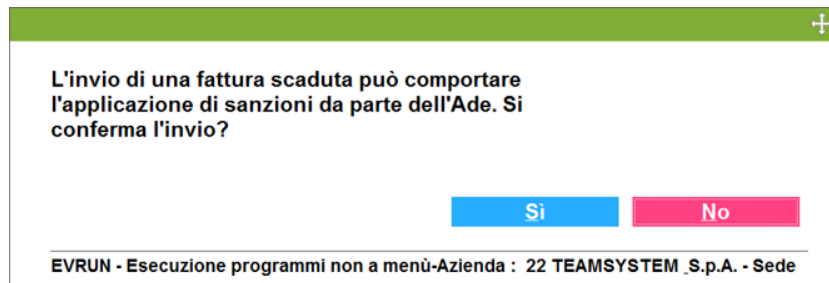 L'invio di una fattura scaduta può comportare
l'applicazione di sanzioni da parte dell'Ade. Si
conferma l'invio?
Sì No
EVRUN - Esecuzione programmi non a menù-Azienda : 22 TEAMSYSTEM _S.p.A. - Sede